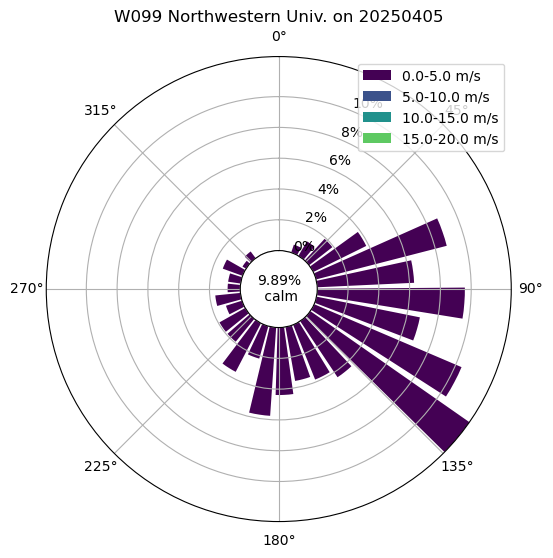 W099 Northwestern Univ. on 20250405
0°
0.0-5.0 m/s
5.0-10.0 m/s
10.0-15.0 m/s
15.0-20.0 m/s
315°
45°
10%
8%
6%
4%
2%
0%
9.89%
calm
270°
90°
225°
135°
180°